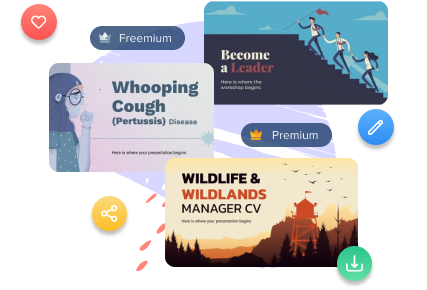 Freemium
Become
a Leader
Here is where the
workshop begins
Whooping
Cough
(Pertussis) Disease
Here is where your presentation begins
Premium
WILDLIFE &
WILDLANDS
MANAGER CV
Here is where your presentation begins